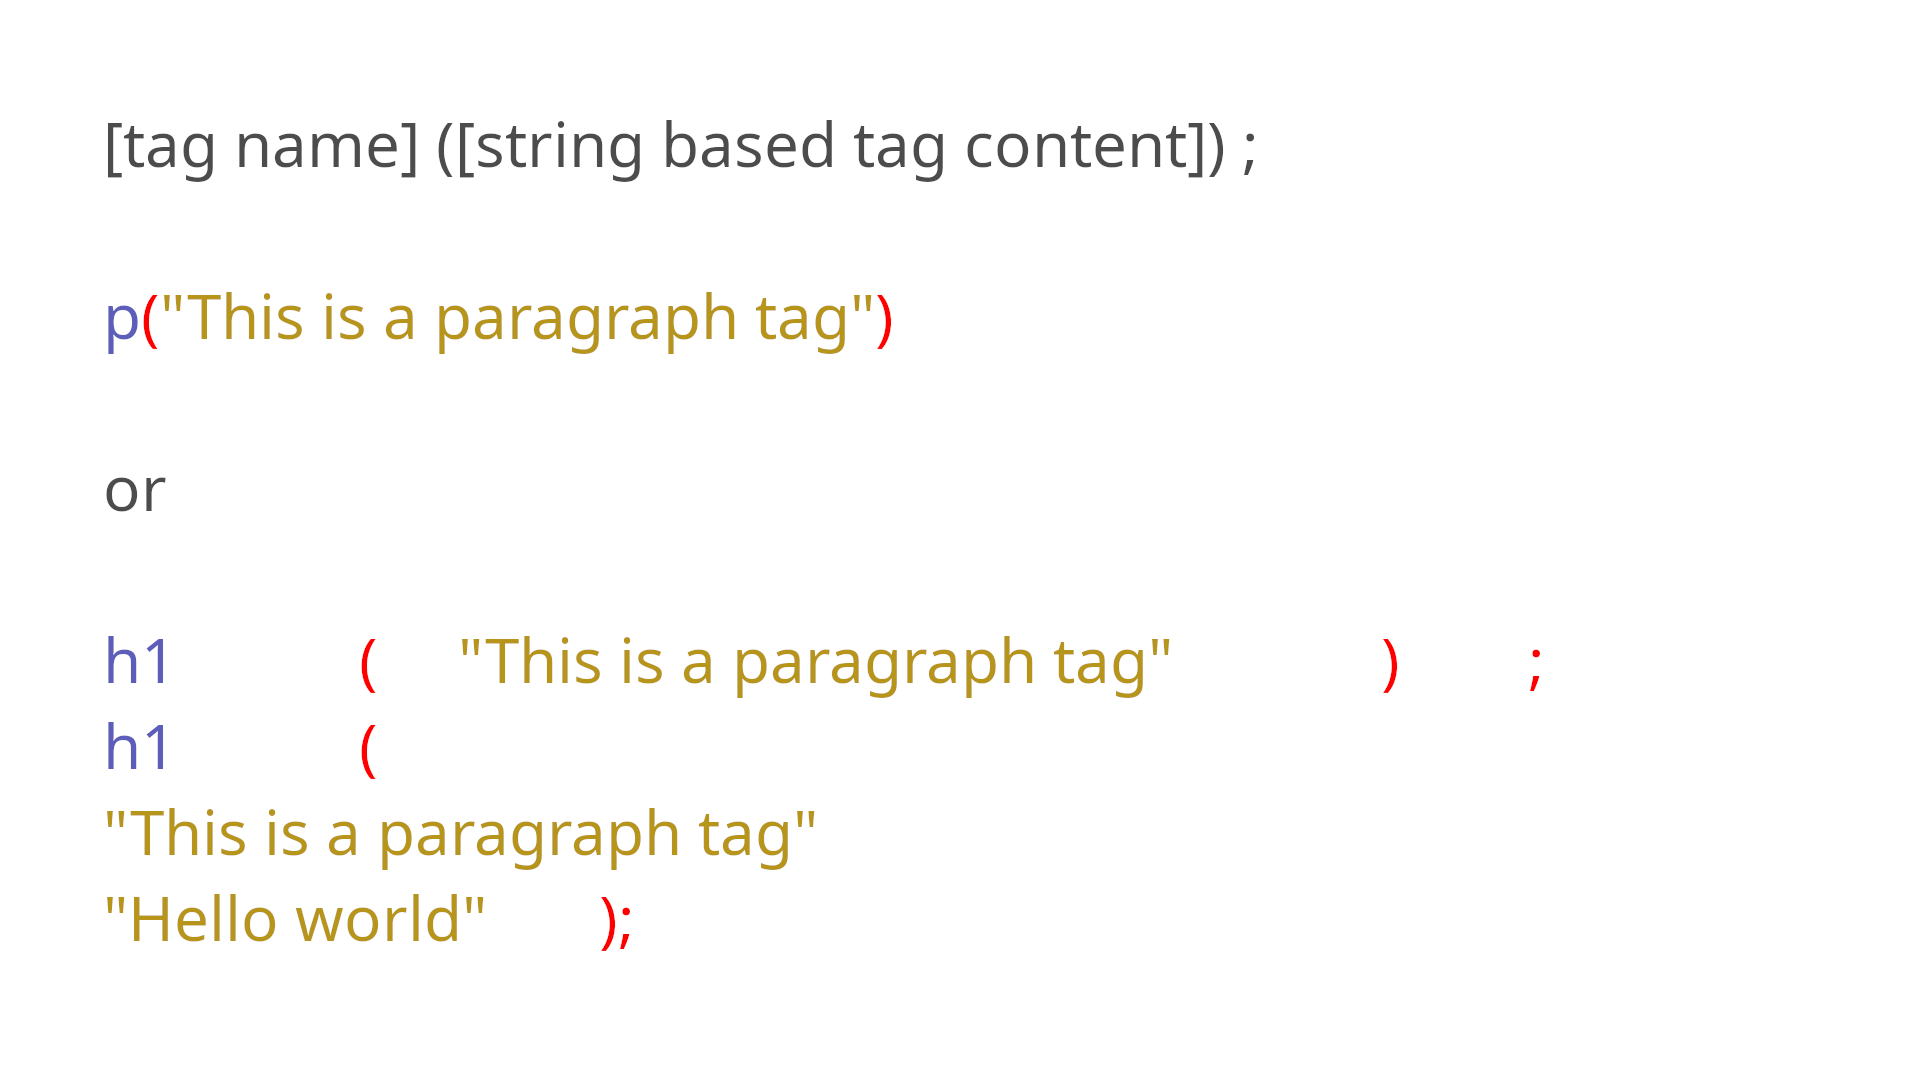 [tag name] ([string based tag content]) ;
p("This is a paragraph tag")
or
h1 ( "This is a paragraph tag" ) ;
h1 (
"This is a paragraph tag"
"Hello world" );